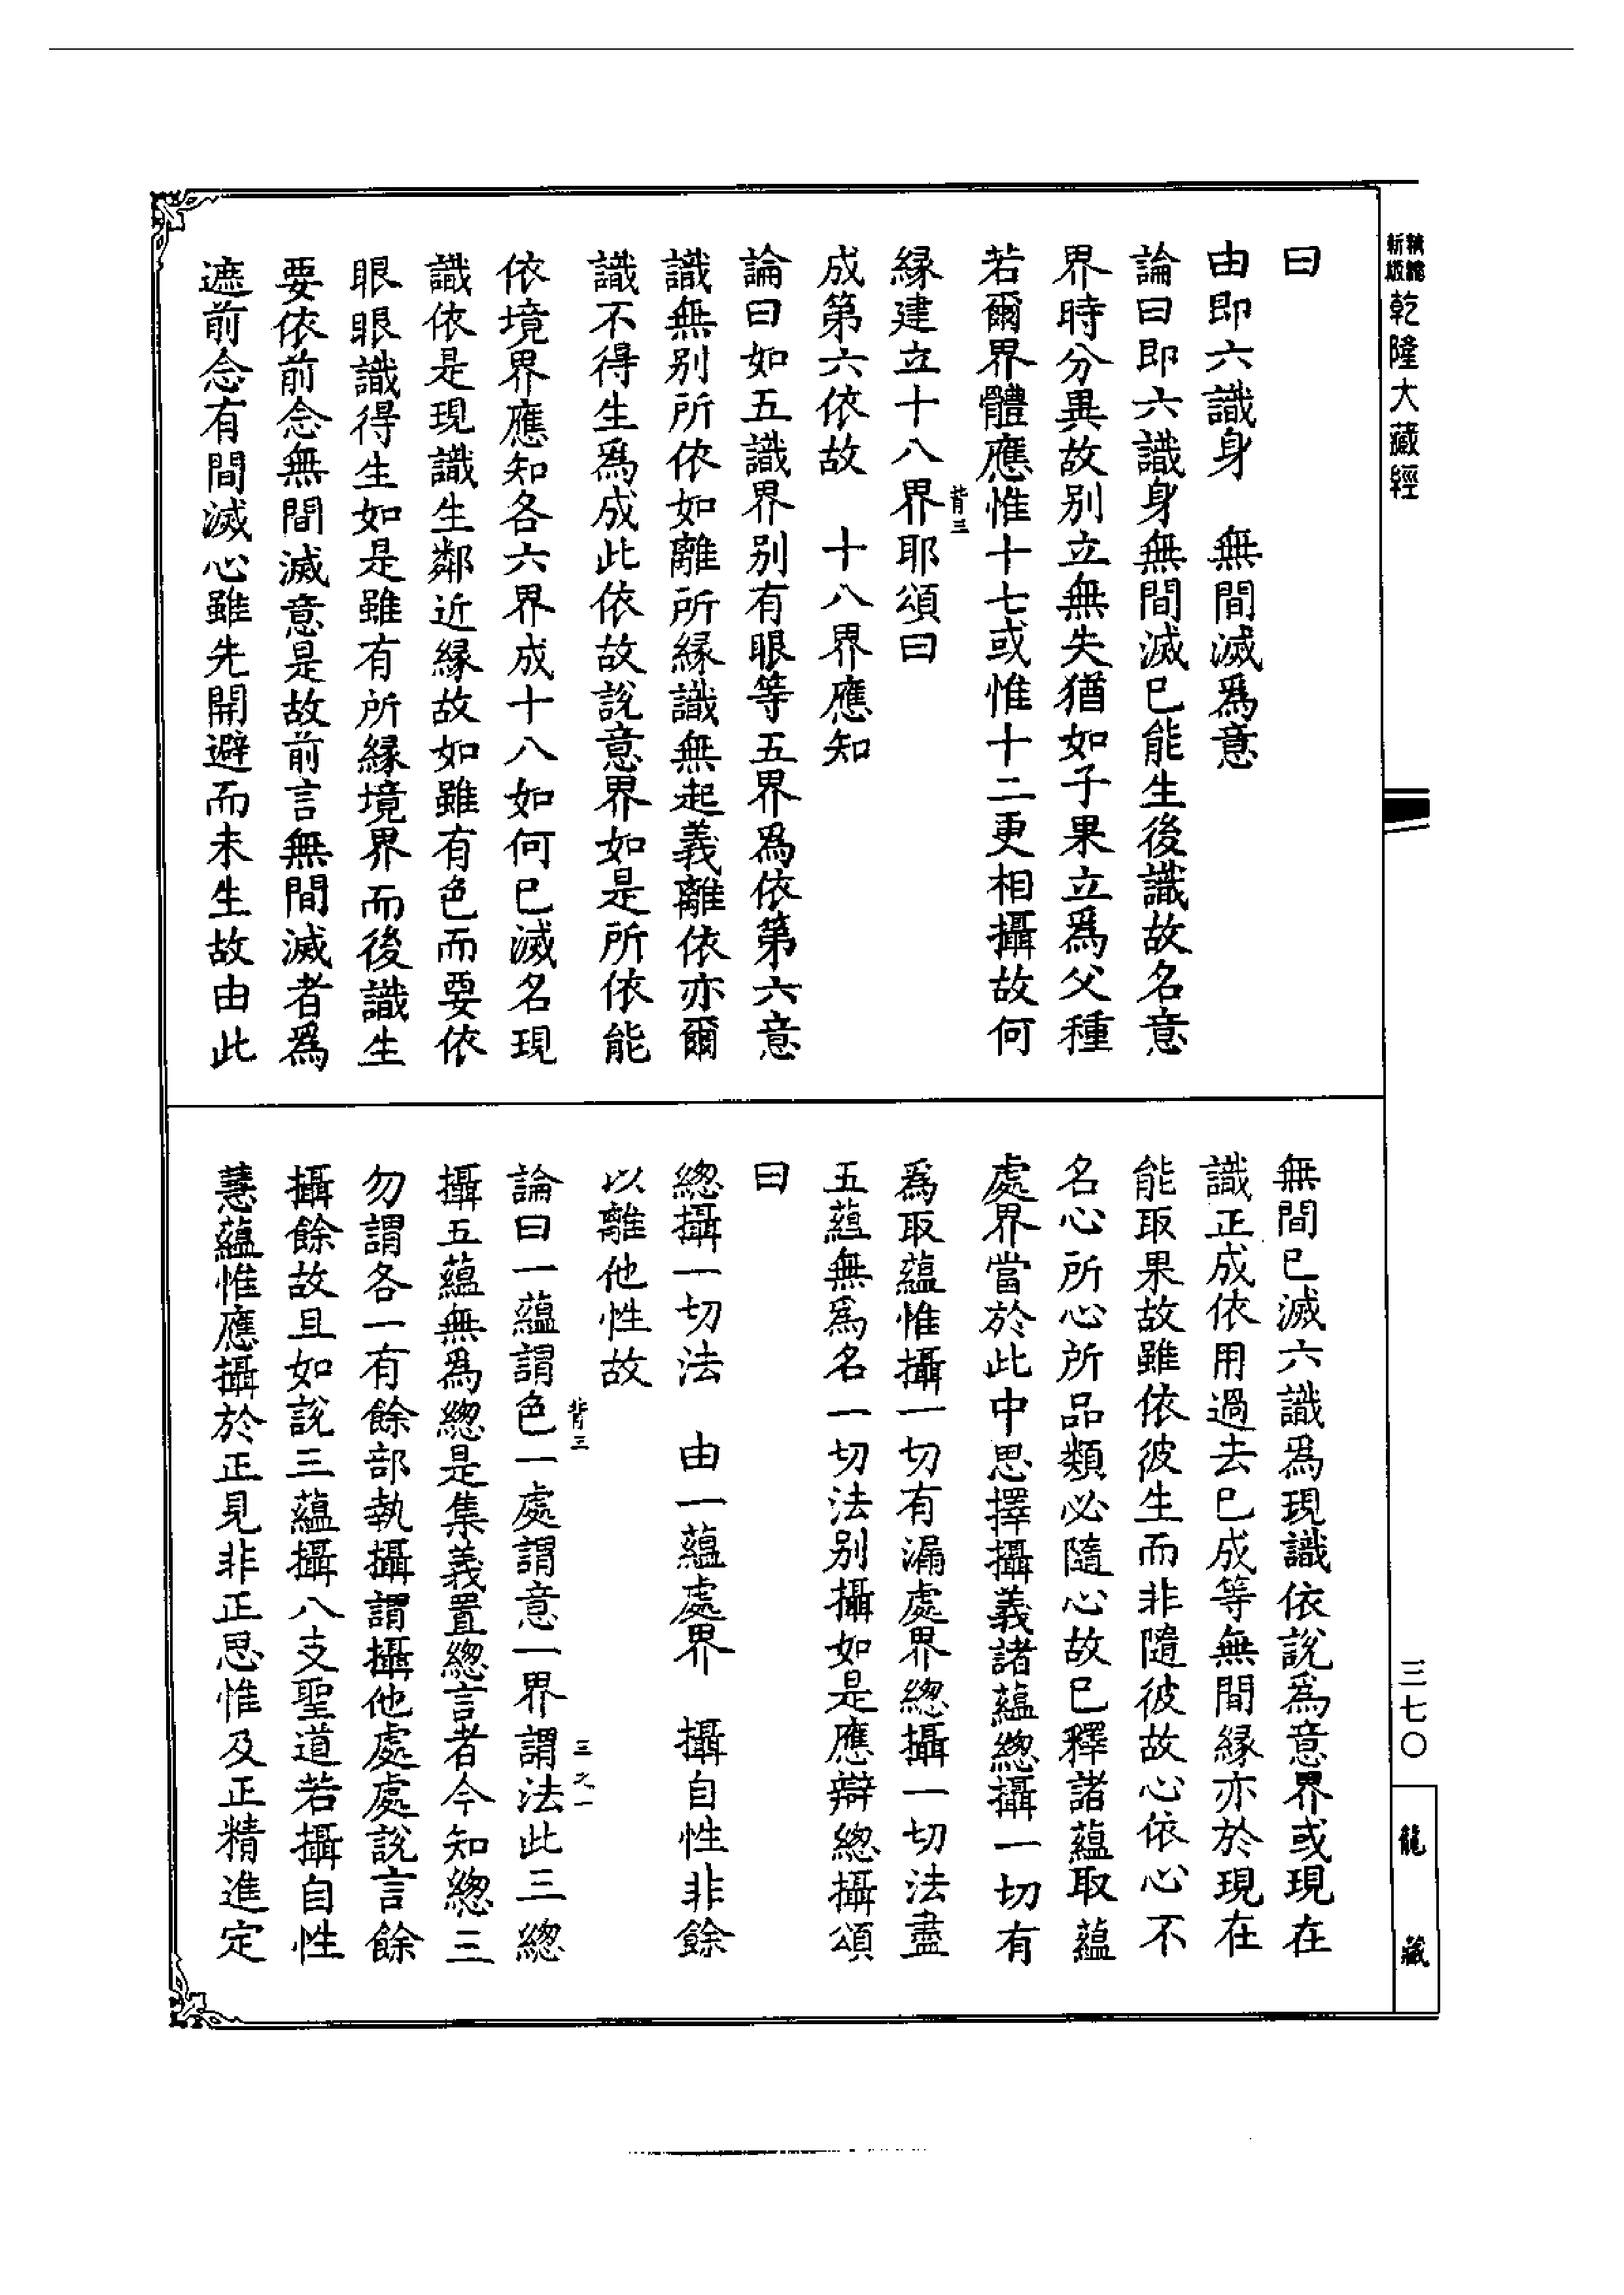 精體
新版
乾隆大藏經
曰
由即六識身　無間滅爲意
論曰即六識身無間滅已能生後識故名意
界時分異故别立無失猶如子果立爲父種
若爾界體應惟十七或惟十二更相攝故何
緣建立十八界耶頌曰
背三
成第六依故　十八界應知
論曰如五識界别有眼等五界爲依第六意
識無别所依如離所緣識無起義離依亦爾
識不得生爲成此依故說意界如是所依能
依境界應知各六界成十八如何已滅名現
識依是現識生鄰近緣故如雖有色而要依
眼眼識得生如是雖有所緣境界而後識生
要依前念無間滅意是故前言無間滅者爲
遮前念有間滅心雖先開避而未生故由此
無間已滅六識爲現識依說爲意界或現在
識正成依用過去已成等無間緣亦於現在
能取果故雖依彼生而非隨彼故心依心不
名心所心所品類必隨心故已釋諸蘊取蘊
處界當於此中思擇攝義諸蘊總攝一切有
爲取蘊惟攝一切有漏處界總攝一切法盡
五蘊無爲名一切法别攝如是應辯總攝頌
曰
總攝一切法　由一蘊處界　攝自性非餘
以離他性故
論曰一蘊謂色一處謂意一界謂法此三總
背三
三之一
攝五蘊無爲總是集義置總言者令知總三
勿謂各一有餘部執攝謂攝他處處說言餘
攝餘故且如說三蘊攝八支聖道若攝自性
慧蘊惟應攝於正見非正思惟及正精進定
三七〇
龍藏